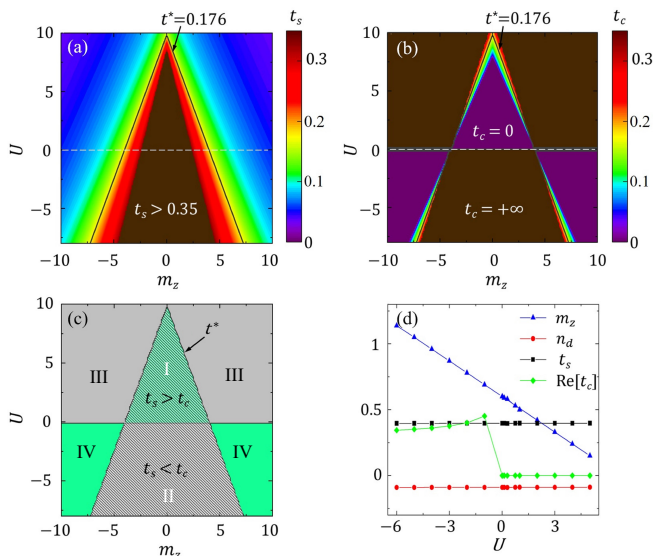 (a)
t*=0.176
t_s
10
5
0
−5
U
t_s > 0.35
−10 −5 0 5 10
m_z
0.3
0.2
0.1
0
(b)
t*=0.176
t_c
10
5
0
−5
U
t_c = 0
t_c = +∞
−10 −5 0 5 10
m_z
0.3
0.2
0.1
0
(c)
t*
10
5
0
−5
U
I
III III
t_s > t_c
IV IV
t_s < t_c
II
−10 −5 0 5 10
m_z
(d)
m_z
n_d
t_s
Re[t_c]
1
0.5
0
−6 −3 0 3
U